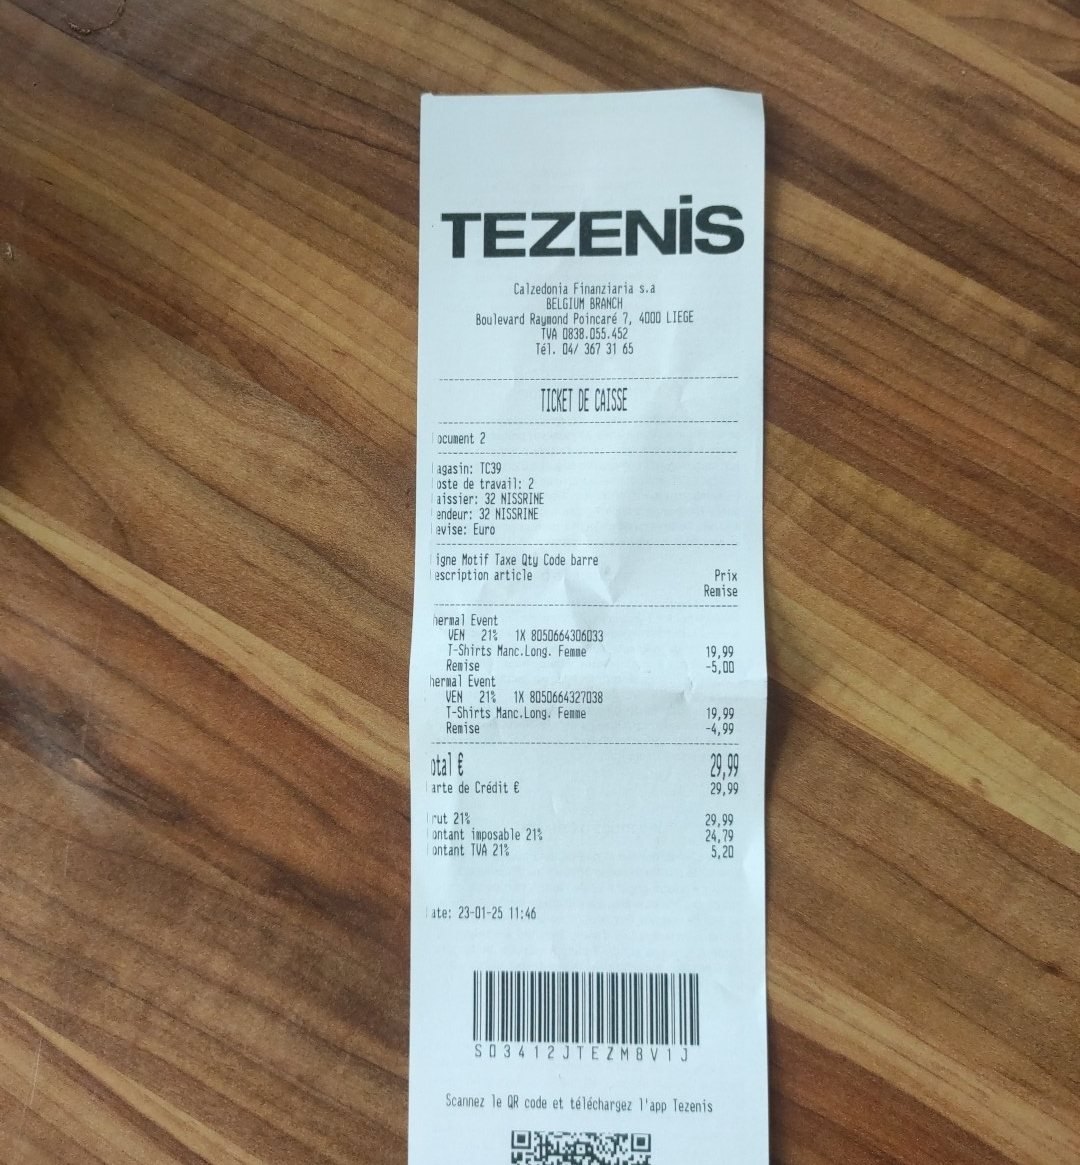 TEZENiS
Calzedonia Finanziaria s.a
BELGIUM BRANCH
Boulevard Raymond Poincaré 7, 4000 LIEGE
TVA 0838.055.452
Tél. 04/ 367 31 65
TICKET DE CAISSE
ocument 2
agasin: TC39
oste de travail: 2
aissier: 32 NISSRINE
endeur: 32 NISSRINE
evise: Euro
igne Motif Taxe Qty Code barre
escription article Prix
Remise
hermal Event
VEN 21% 1X 8050664306033
T-Shirts Manc.Long. Femme 19,99
Remise -5,00
hermal Event
VEN 21% 1X 8050664327038
T-Shirts Manc.Long. Femme 19,99
Remise -4,99
otal € 29,99
arte de Crédit € 29,99
rut 21% 29,99
ontant imposable 21% 24,79
ontant TVA 21% 5,20
ate: 23-01-25 11:46
SD3412JTEZM8V1J
Scannez le QR code et téléchargez l'app Tezenis